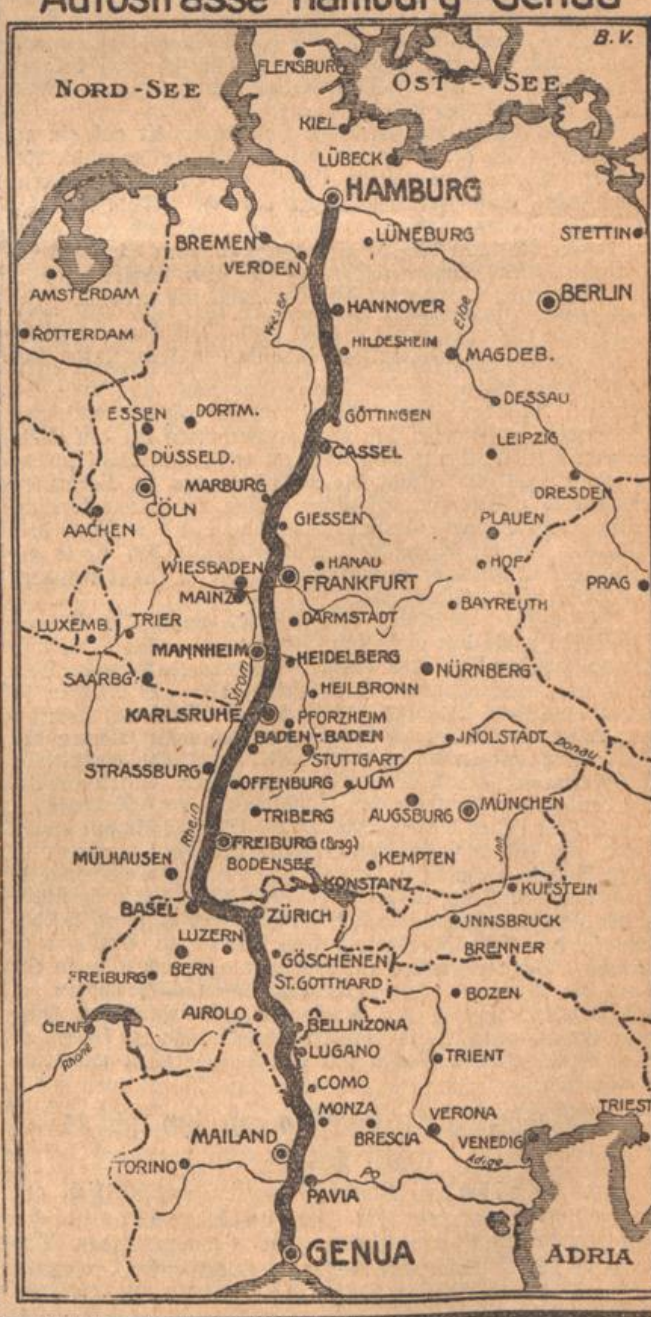 Autostrasse Hamburg Genua
B.V.
FLENSBURG
NORD-SEE
OST-SEE
KIEL
LÜBECK
HAMBURG
BREMEN
LÜNEBURG
STETTIN
VERDEN
AMSTERDAM
BERLIN
HANNOVER
Weser
Elbe
ROTTERDAM
HILDESHEIM
MAGDEB.
DESSAU
ESSEN
DORTM.
GÖTTINGEN
LEIPZIG
DÜSSELD.
CASSEL
MARBURG
DRESDEN
CÖLN
AACHEN
GIESSEN
PLAUEN
WIESBADEN
HANAU
HOF
FRANKFURT
PRAG
MAINZ
BAYREUTH
LUXEMB.
TRIER
DARMSTADT
MANNHEIM
HEIDELBERG
NÜRNBERG
SAARBG
Strom
HEILBRONN
KARLSRUHE
PFORZHEIM
BADEN-BADEN
JNOLSTADT
Donau
STUTTGART
STRASSBURG
OFFENBURG
ULM
MÜNCHEN
TRIBERG
AUGSBURG
Rhein
FREIBURG (Brsg)
Inn
MÜLHAUSEN
BODENSEE
KEMPTEN
KONSTANZ
KUFSTEIN
BASEL
ZÜRICH
JNNSBRUCK
LUZERN
BRENNER
BERN
GÖSCHENEN
FREIBURG
ST.GOTTHARD
BOZEN
AIROLO
GENF
BELLINZONA
Rhone
LUGANO
TRIENT
COMO
MONZA
VERONA
TRIEST
BRESCIA
VENEDIG
MAILAND
Adige
TORINO
Po
PAVIA
GENUA
ADRIA